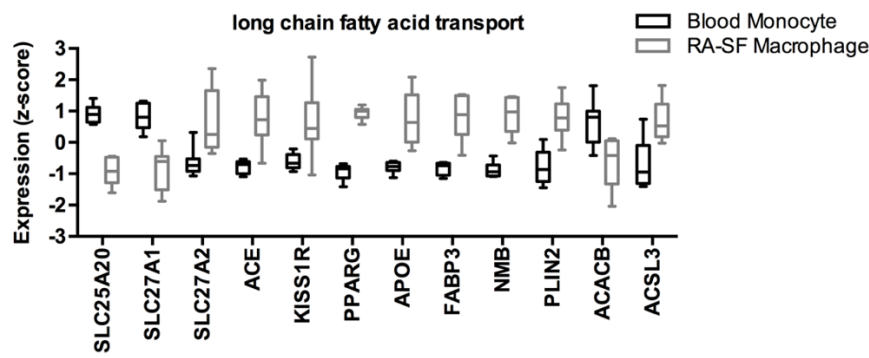 long chain fatty acid transport
Blood Monocyte
RA-SF Macrophage
Expression (z-score)
3
2
1
0
-1
-2
-3
SLC25A20
SLC27A1
SLC27A2
ACE
KISS1R
PPARG
APOE
FABP3
NMB
PLIN2
ACACB
ACSL3